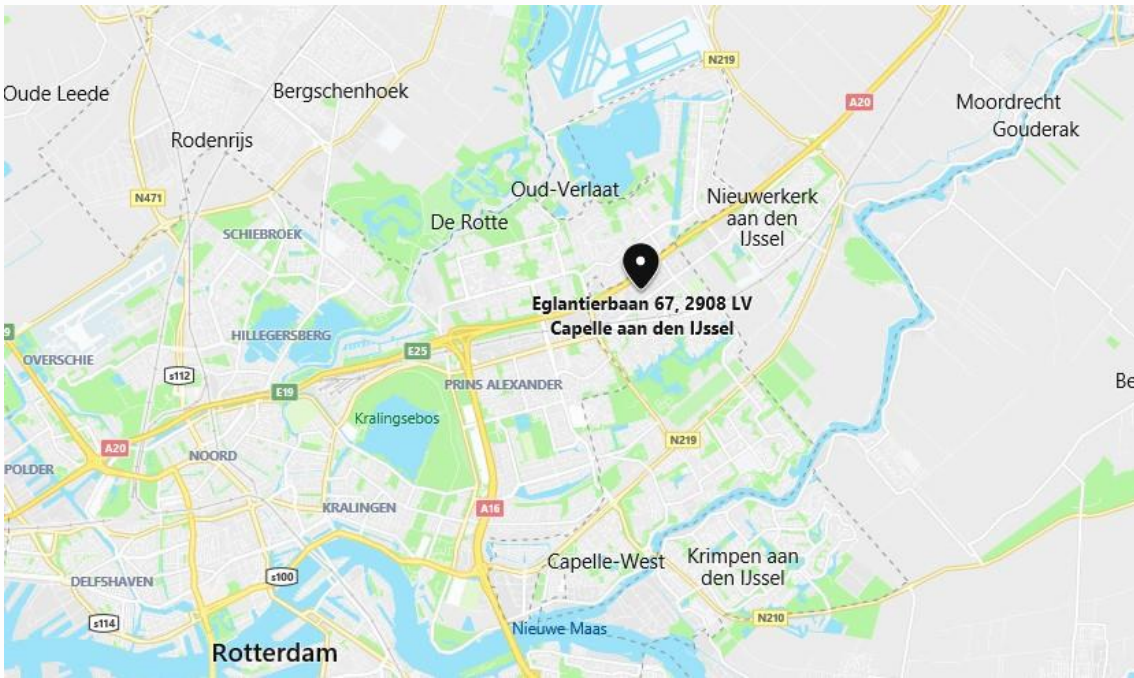 N219
Oude Leede
Bergschenhoek
A20
Moordrecht
Gouderak
Rodenrijs
N471
Oud-Verlaat
Nieuwerkerk
aan den
IJssel
De Rotte
SCHIEBROEK
Eglantierbaan 67, 2908 LV
Capelle aan den IJssel
9
HILLEGERSBERG
OVERSCHIE
E25
s112
PRINS ALEXANDER
Be
E19
Kralingsebos
N219
A20
NOORD
POLDER
KRALINGEN
A16
Capelle-West
Krimpen aan
den IJssel
DELFSHAVEN
s100
s114
N210
Nieuwe Maas
Rotterdam